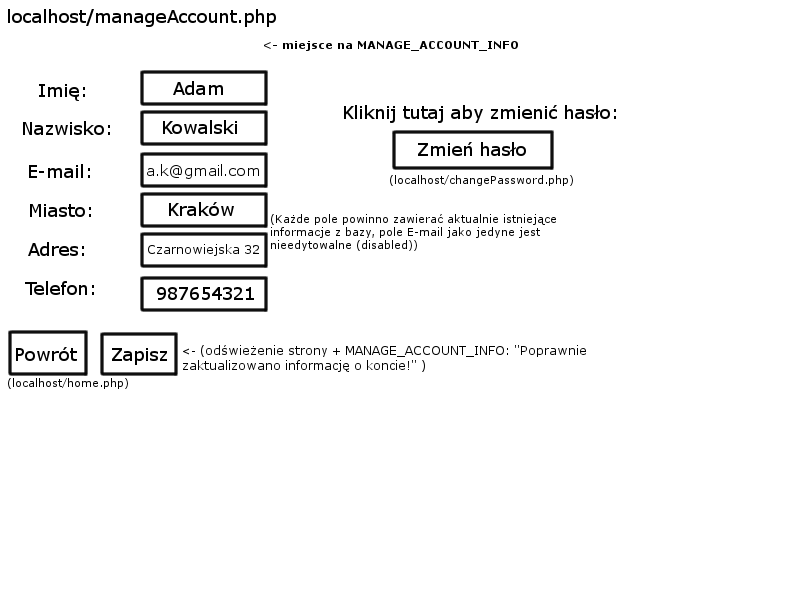 localhost/manageAccount.php
<- miejsce na MANAGE_ACCOUNT_INFO
Imię:
Adam
Nazwisko:
Kowalski
E-mail:
a.k@gmail.com
Miasto:
Kraków
Adres:
Czarnowiejska 32
Telefon:
987654321
Kliknij tutaj aby zmienić hasło:
Zmień hasło
(localhost/changePassword.php)
(Każde pole powinno zawierać aktualnie istniejące
informacje z bazy, pole E-mail jako jedyne jest
nieedytowalne (disabled))
Powrót
(localhost/home.php)
Zapisz
<- (odświeżenie strony + MANAGE_ACCOUNT_INFO: "Poprawnie
zaktualizowano informację o koncie!" )